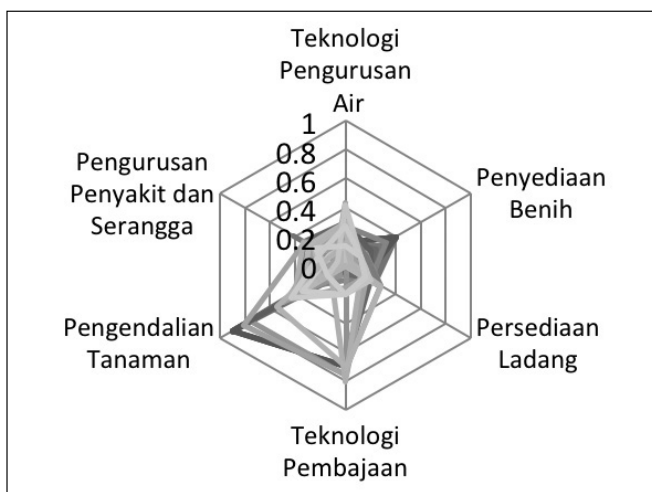 Teknologi
Pengurusan
Air
1
0.8
0.6
0.4
0.2
0
Penyediaan
Benih
Persediaan
Ladang
Teknologi
Pembajaan
Pengendalian
Tanaman
Pengurusan
Penyakit dan
Serangga